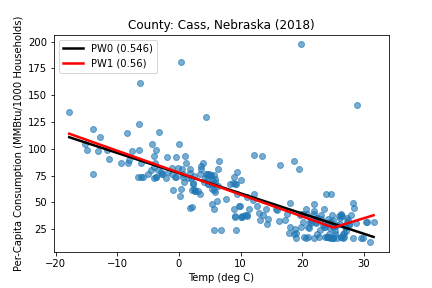 County: Cass, Nebraska (2018)
PW0 (0.546)
PW1 (0.56)
Per-Capita Consumption (MMBtu/1000 Households)
200
175
150
125
100
75
50
25
−20 −10 0 10 20 30
Temp (deg C)